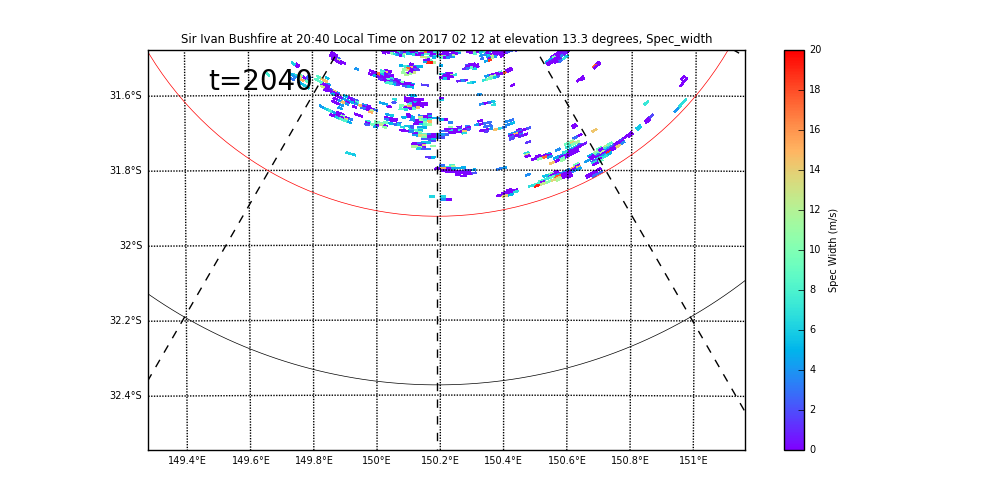 Sir Ivan Bushfire at 20:40 Local Time on 2017 02 12 at elevation 13.3 degrees, Spec_width
t=2040
31.6°S
31.8°S
32°S
32.2°S
32.4°S
149.4°E 149.6°E 149.8°E 150°E 150.2°E 150.4°E 150.6°E 150.8°E 151°E
20
18
16
14
12
10
8
6
4
2
0
Spec Width (m/s)